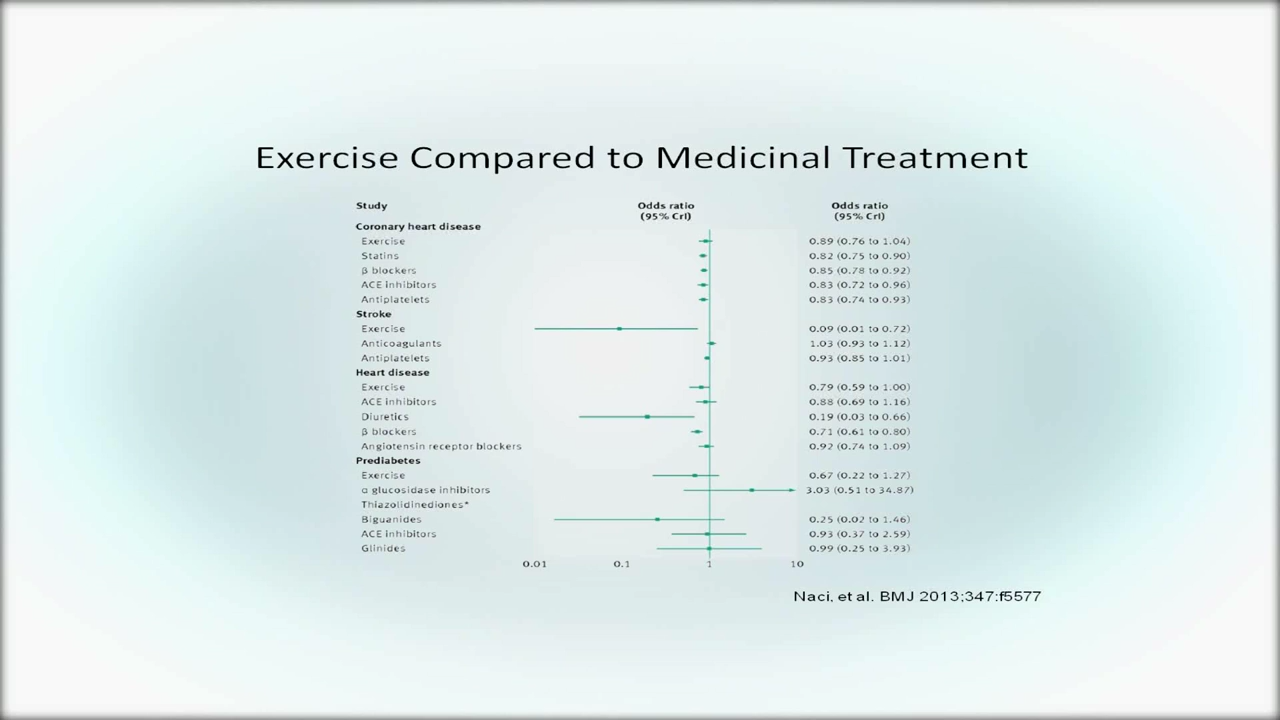 Exercise Compared to Medicinal Treatment
Study Odds ratio (95% CrI) Odds ratio (95% CrI)
Coronary heart disease
Exercise 0.89 (0.76 to 1.04)
Statins 0.82 (0.75 to 0.90)
β blockers 0.85 (0.78 to 0.92)
ACE inhibitors 0.83 (0.72 to 0.96)
Antiplatelets 0.83 (0.74 to 0.93)
Stroke
Exercise 0.09 (0.01 to 0.72)
Anticoagulants 1.03 (0.93 to 1.12)
Antiplatelets 0.93 (0.85 to 1.01)
Heart disease
Exercise 0.79 (0.59 to 1.00)
ACE inhibitors 0.88 (0.69 to 1.16)
Diuretics 0.19 (0.03 to 0.66)
β blockers 0.71 (0.61 to 0.80)
Angiotensin receptor blockers 0.92 (0.74 to 1.09)
Prediabetes
Exercise 0.67 (0.22 to 1.27)
α glucosidase inhibitors 3.03 (0.51 to 34.87)
Thiazolidinediones*
Biguanides 0.25 (0.02 to 1.46)
ACE inhibitors 0.93 (0.37 to 2.59)
Glinides 0.99 (0.25 to 3.93)
0.01 0.1 1 10
Naci, et al. BMJ 2013;347:f5577